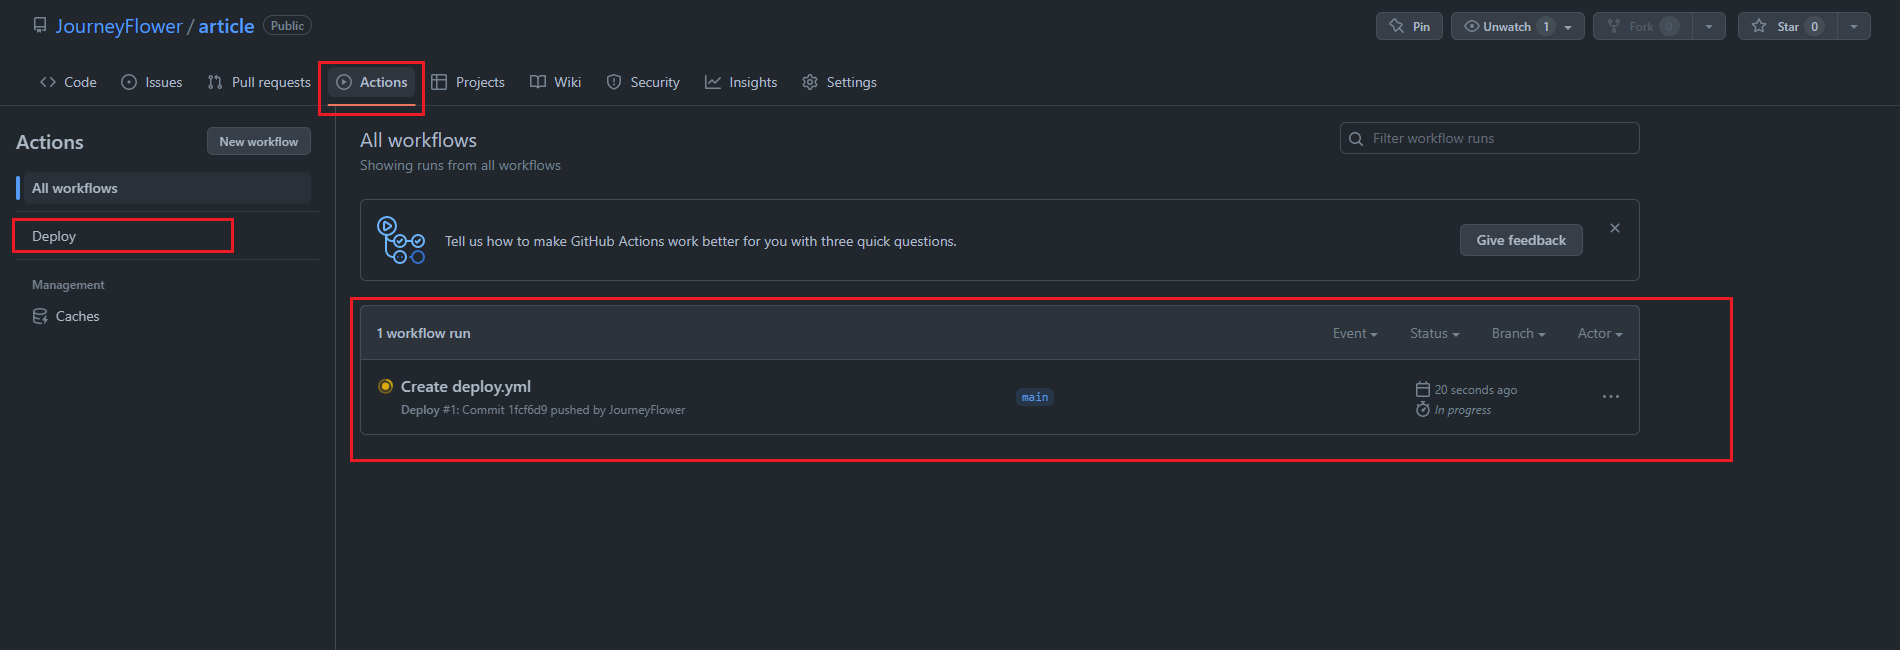 JourneyFlower / article Public
Pin Unwatch 1 Fork 0 Star 0
Code Issues Pull requests Actions Projects Wiki Security Insights Settings
Actions
New workflow
All workflows
Deploy
Management
Caches
All workflows
Showing runs from all workflows
Filter workflow runs
Tell us how to make GitHub Actions work better for you with three quick questions.
Give feedback
1 workflow run
Event Status Branch Actor
Create deploy.yml
Deploy #1: Commit 1fcf6d9 pushed by JourneyFlower
main
20 seconds ago
In progress